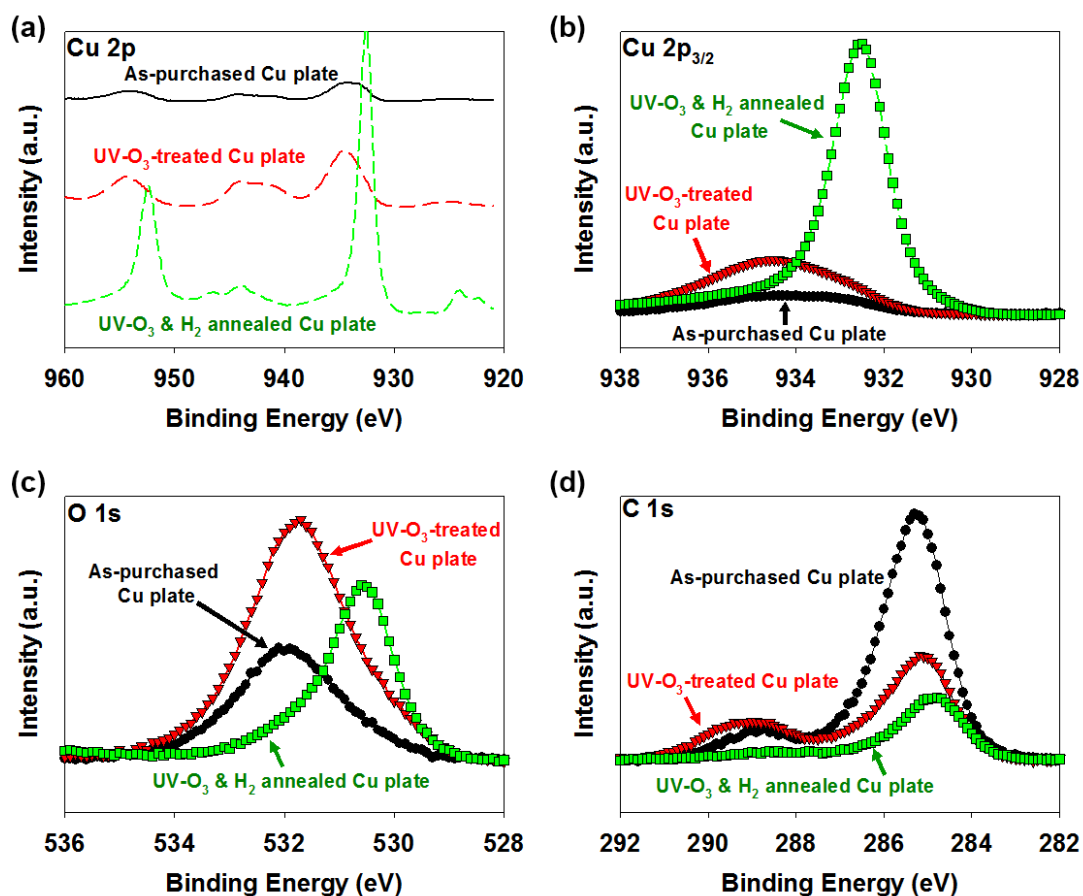 (a)
Cu 2p
As-purchased Cu plate
UV-O₃-treated Cu plate
UV-O₃ & H₂ annealed Cu plate
Intensity (a.u.)
960 950 940 930 920
Binding Energy (eV)
(b)
Cu 2p₃/₂
UV-O₃ & H₂ annealed
Cu plate
UV-O₃-treated
Cu plate
As-purchased Cu plate
Intensity (a.u.)
938 936 934 932 930 928
Binding Energy (eV)
(c)
O 1s
UV-O₃-treated
Cu plate
As-purchased
Cu plate
UV-O₃ & H₂ annealed Cu plate
Intensity (a.u.)
536 534 532 530 528
Binding Energy (eV)
(d)
C 1s
As-purchased Cu plate
UV-O₃-treated Cu plate
UV-O₃ & H₂ annealed Cu plate
Intensity (a.u.)
292 290 288 286 284 282
Binding Energy (eV)